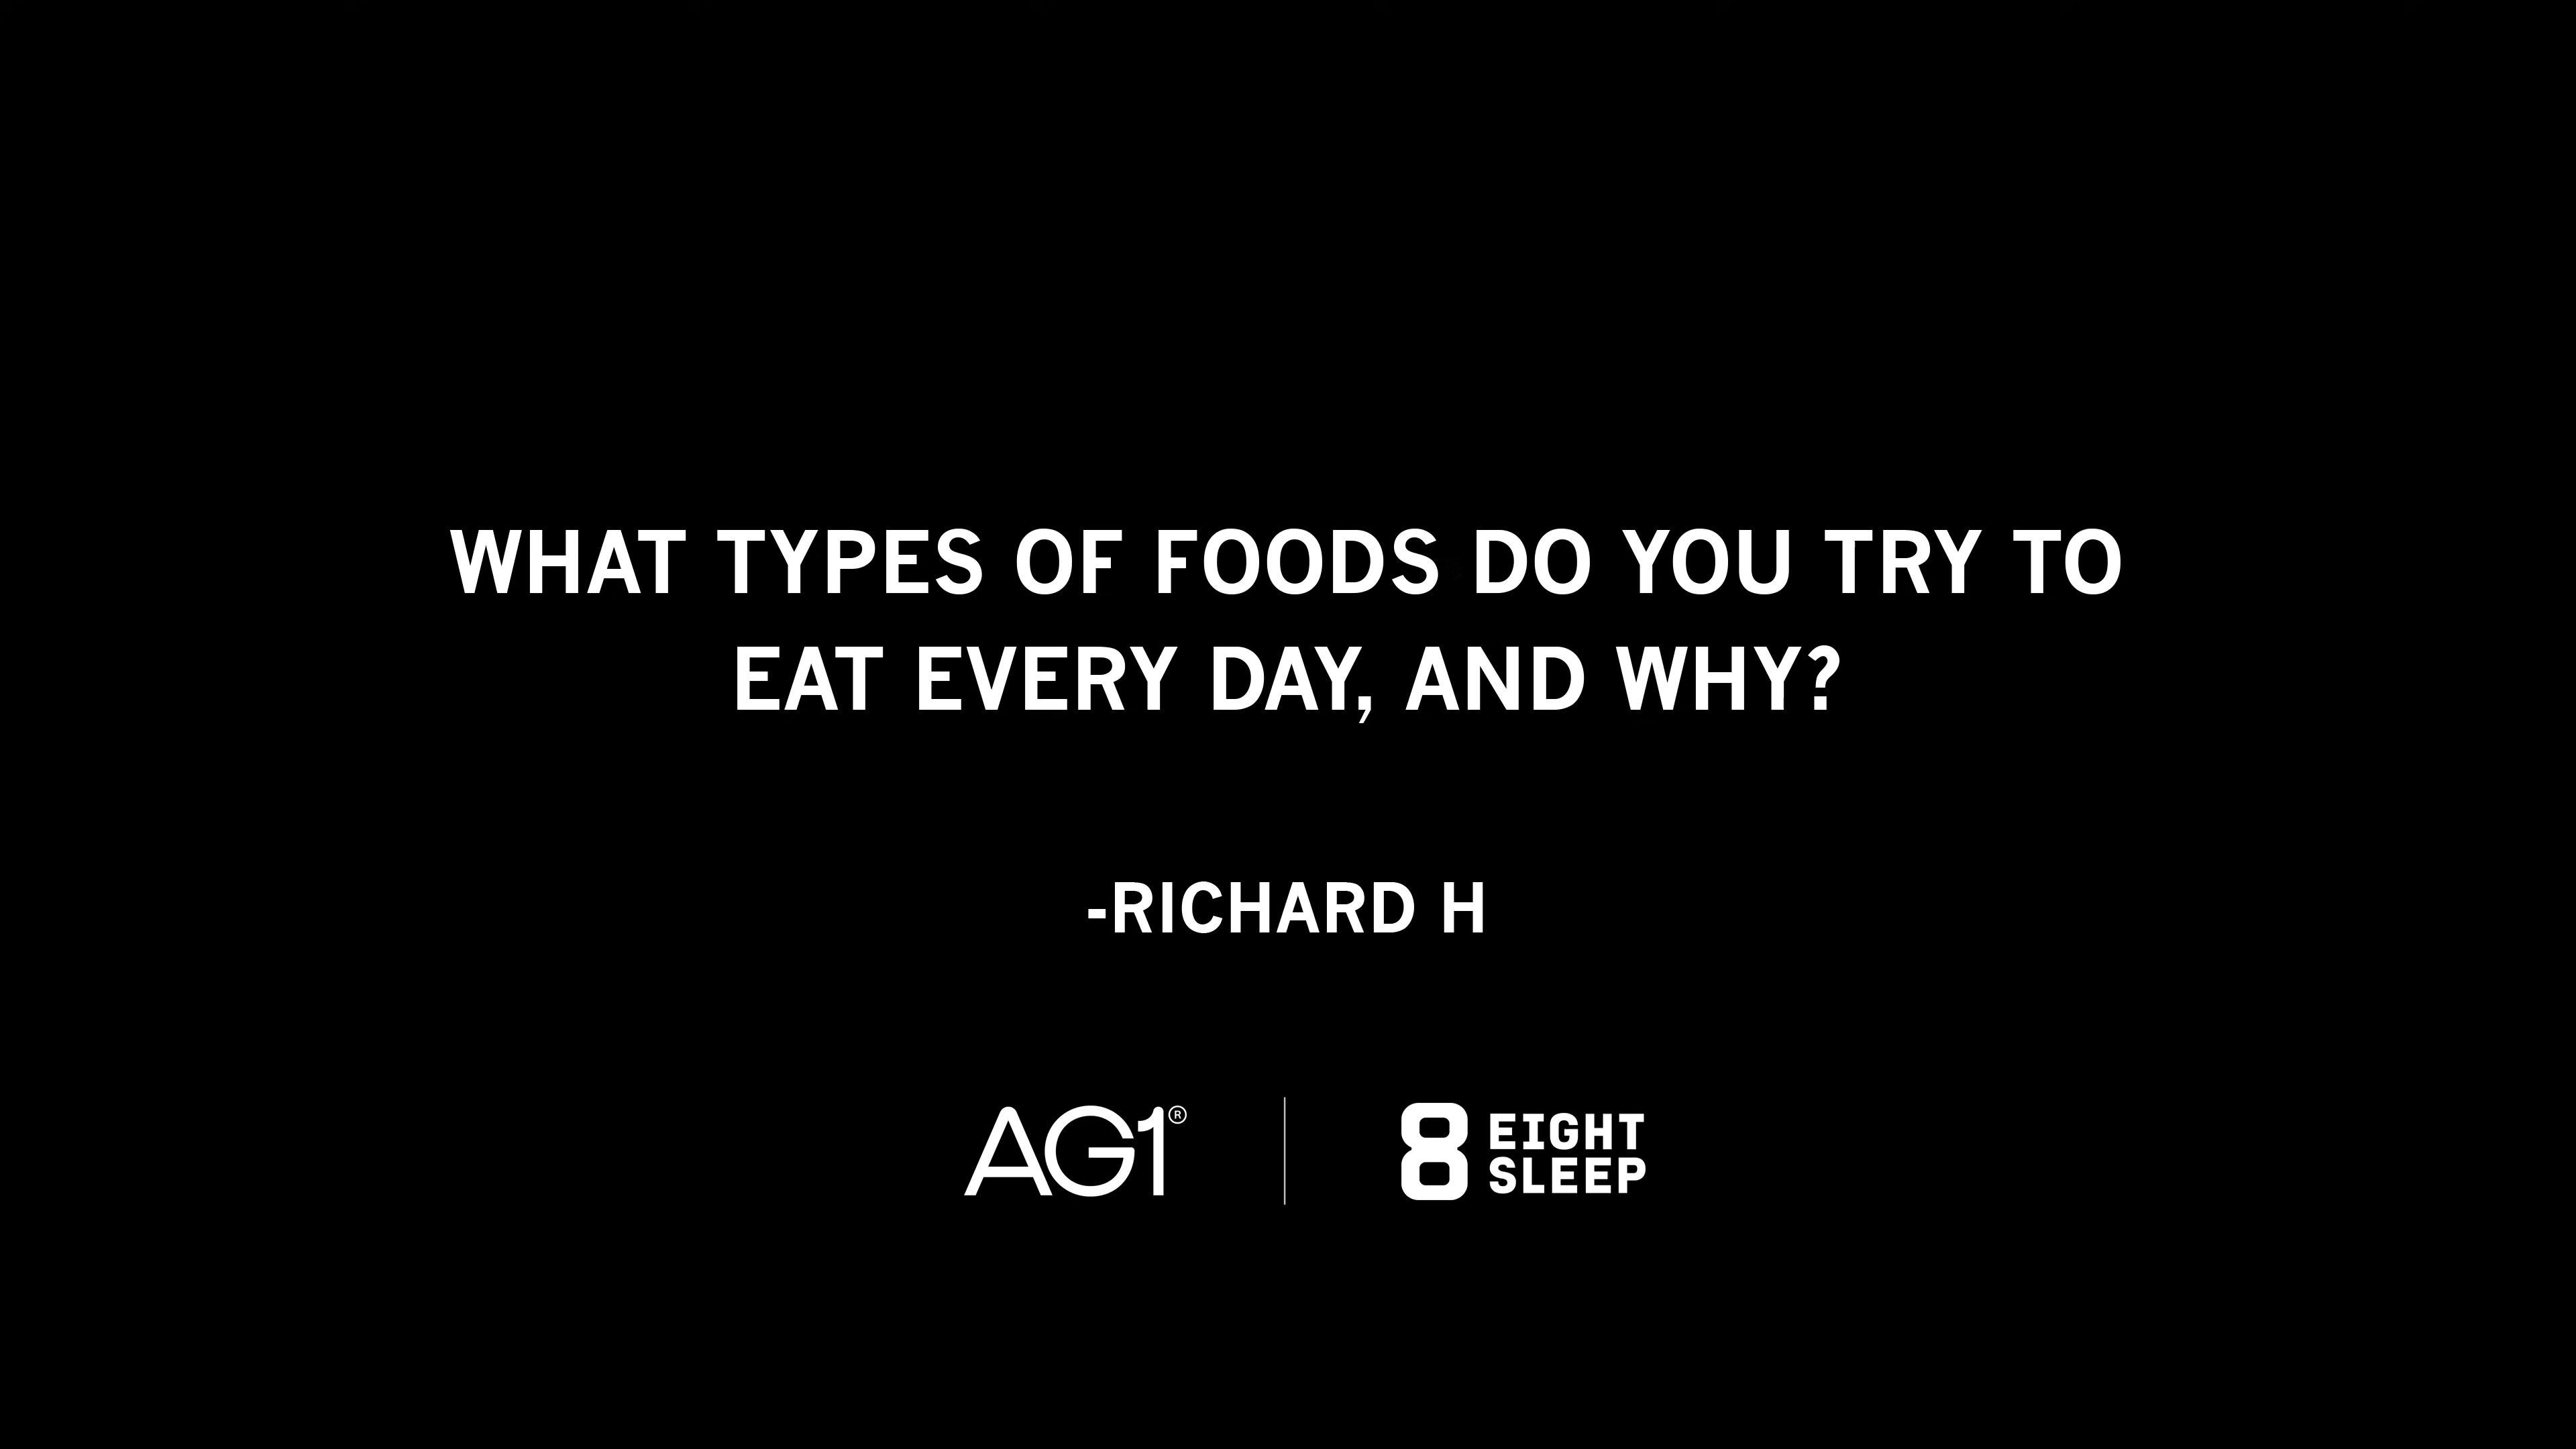 WHAT TYPES OF FOODS DO YOU TRY TO
EAT EVERY DAY, AND WHY?
-RICHARD H
AG1®
8 EIGHT
SLEEP